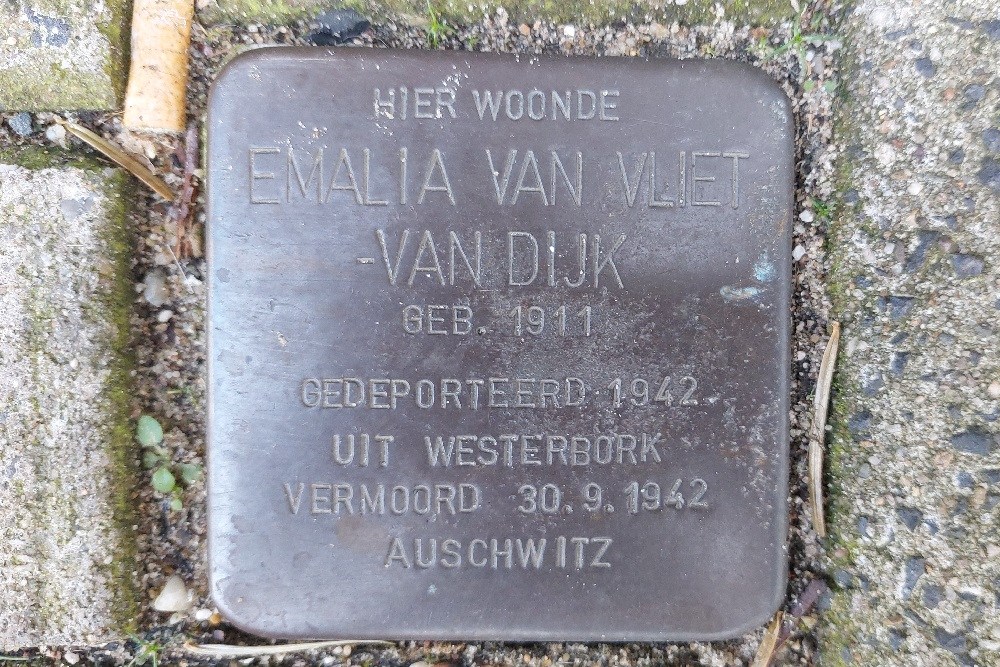 HIER WOONDE
EMALIA VAN VLIET
-VAN DIJK
GEB. 1911
GEDEPORTEERD 1942
UIT WESTERBORK
VERMOORD 30.9.1942
AUSCHWITZ